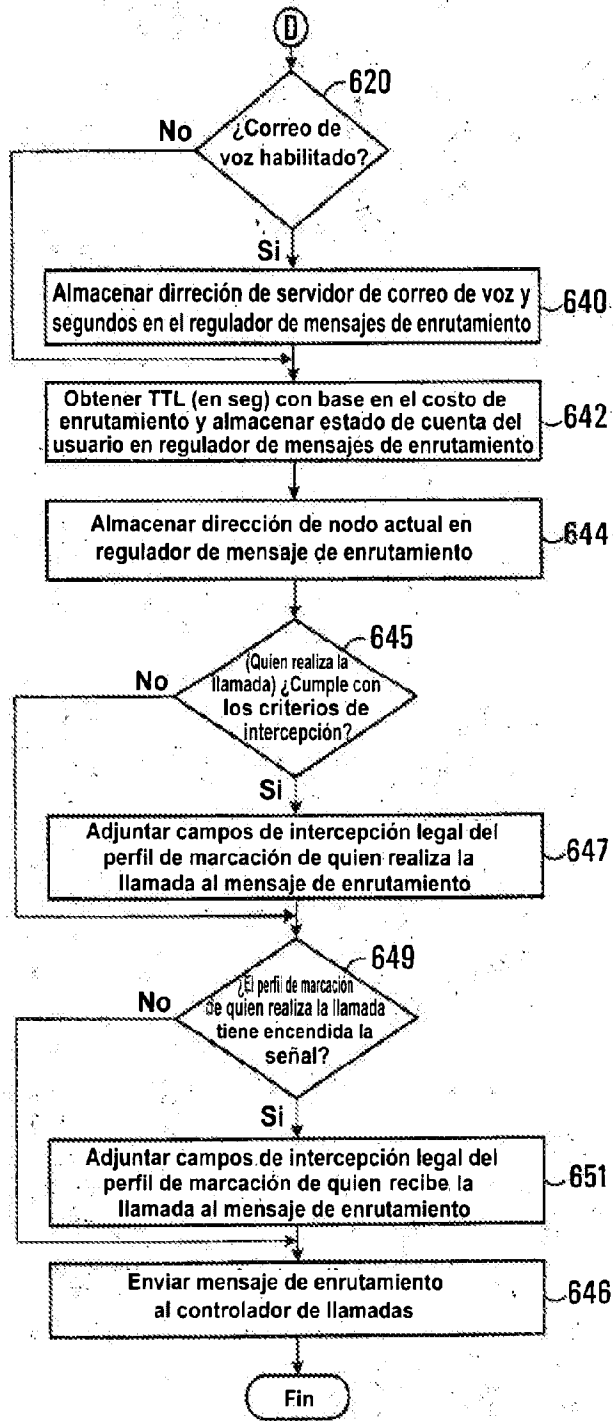 D
620
¿Correo de
voz habilitado?
No
Si
Almacenar dirreción de servidor de correo de voz y
segundos en el regulador de mensajes de enrutamiento
640
Obtener TTL (en seg) con base en el costo de
enrutamiento y almacenar estado de cuenta del
usuario en regulador de mensajes de enrutamiento
642
Almacenar dirección de nodo actual en
regulador de mensaje de enrutamiento
644
645
(Quien realiza la
llamada) ¿Cumple con
los criterios de
intercepción?
No
Si
Adjuntar campos de intercepción legal del
perfil de marcación de quien realiza la
llamada al mensaje de enrutamiento
647
649
¿El perfil de marcación
de quien realiza la llamada
tiene encendida la
señal?
No
Si
Adjuntar campos de intercepción legal del
perfil de marcación de quien recibe la
llamada al mensaje de enrutamiento
651
Enviar mensaje de enrutamiento
al controlador de llamadas
646
Fin